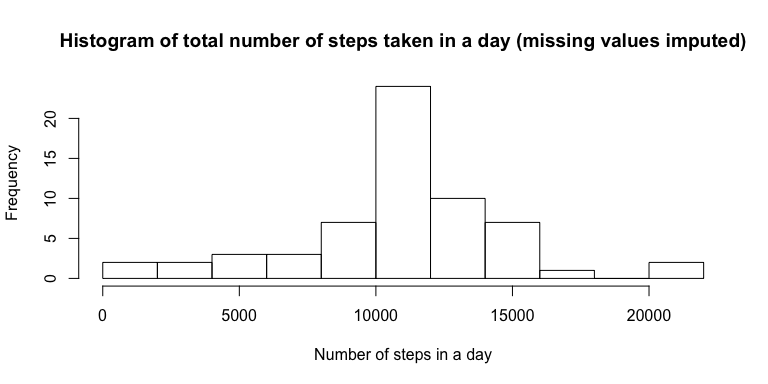 Histogram of total number of steps taken in a day (missing values imputed)
20
15
10
5
0
Frequency
0 5000 10000 15000 20000
Number of steps in a day